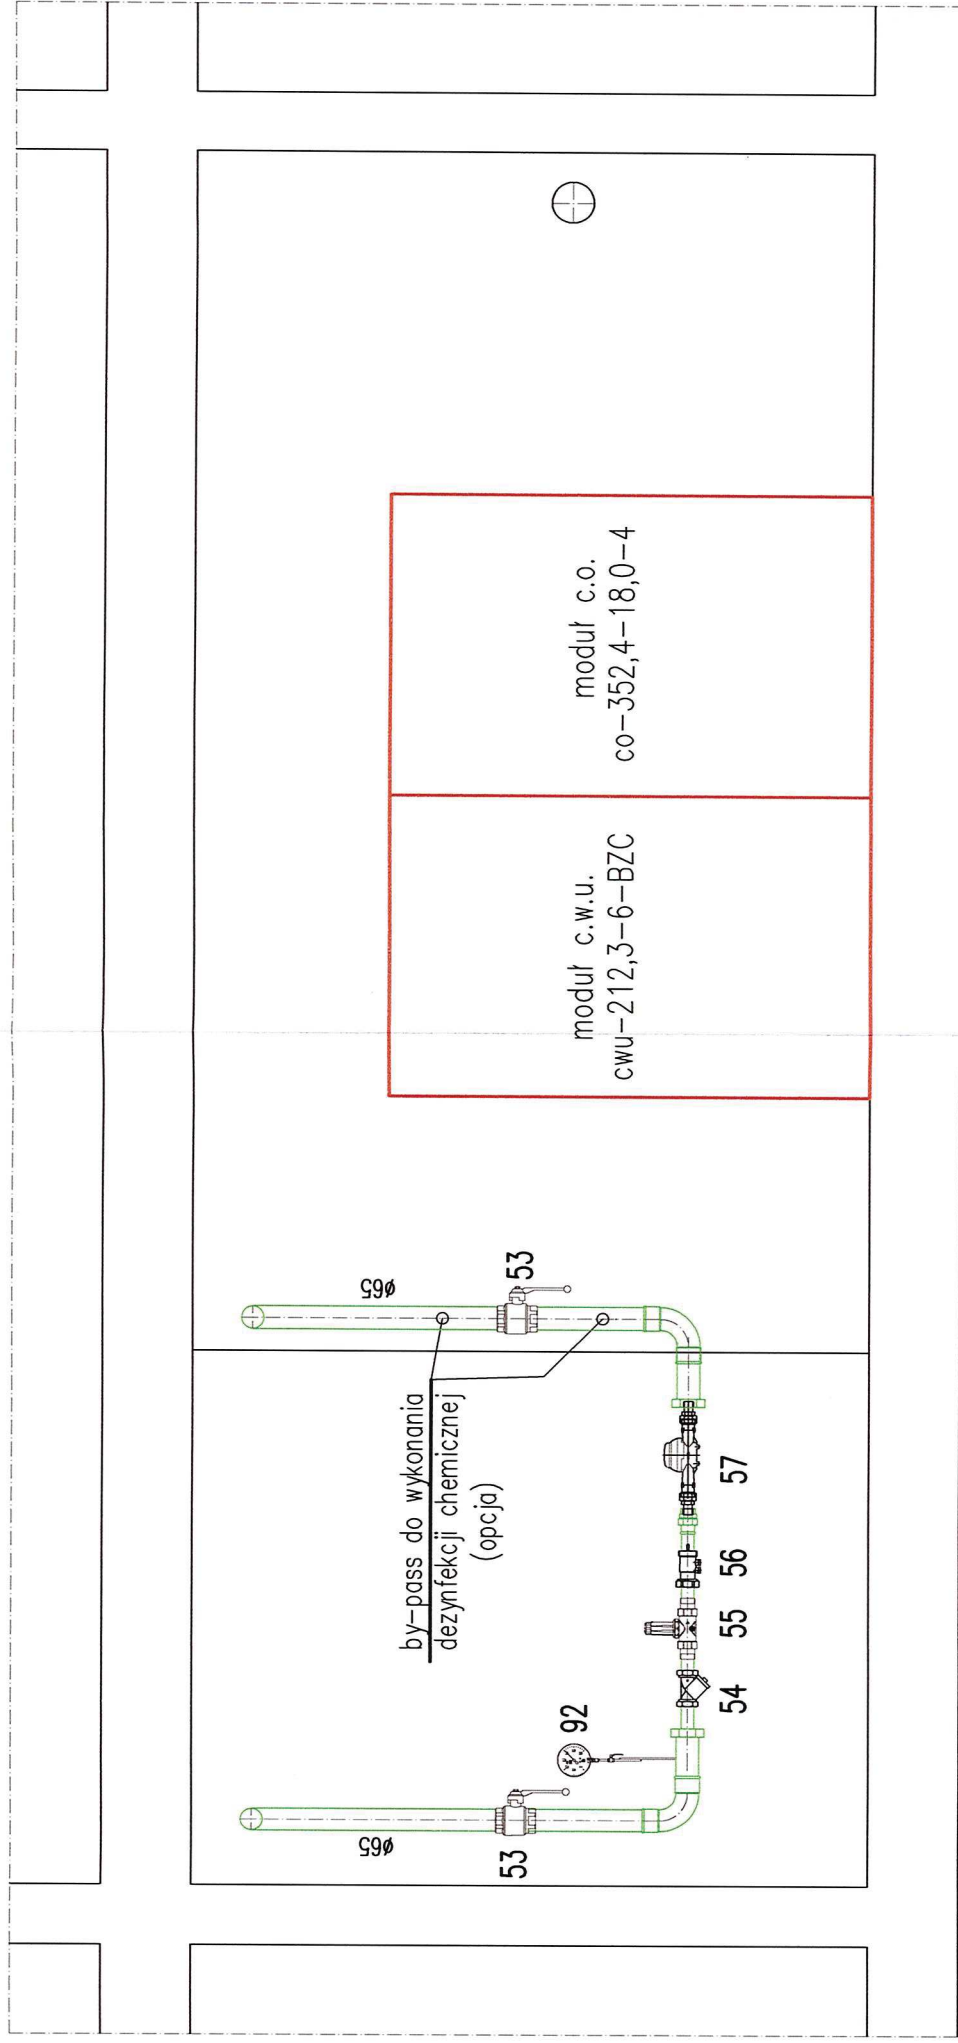 ø65
53
92
54
55
56
57
ø65
53
by-pass do wykonania
dezynfekcji chemicznej
(opcja)
moduł c.w.u.
cwu-212,3-6-BZC
moduł c.o.
co-352,4-18,0-4